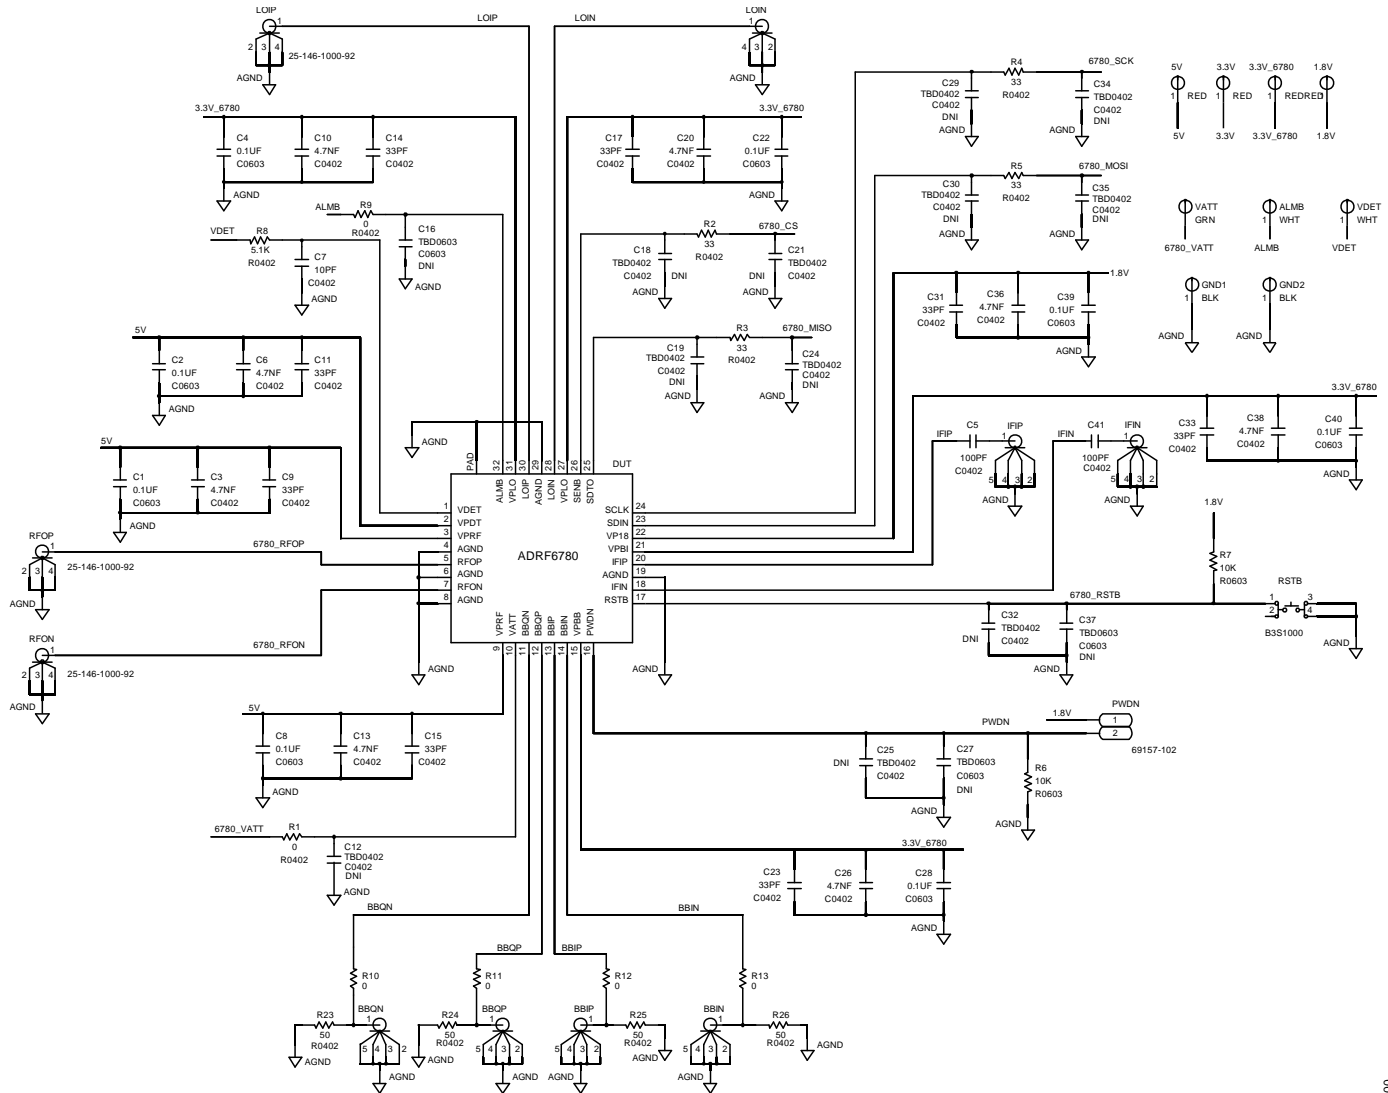 LOIP
1
LOIP
2 3 4
25-146-1000-92
AGND
LOIN
LOIN
1
4 3 2
AGND
3.3V_6780
C4
0.1UF
C0603
C10
4.7NF
C0402
C14
33PF
C0402
AGND
3.3V_6780
C17
33PF
C0402
C20
4.7NF
C0402
C22
0.1UF
C0603
AGND
C29
TBD0402
C0402
DNI
AGND
R4
33
R0402
6780_SCK
C34
TBD0402
C0402
DNI
AGND
5V
1 RED
5V
3.3V
1 RED
3.3V
3.3V_6780
1 RED
3.3V_6780
1.8V
1 RED
1.8V
C30
TBD0402
C0402
DNI
AGND
R5
33
R0402
6780_MOSI
C35
TBD0402
C0402
DNI
AGND
VATT
1 GRN
6780_VATT
ALMB
1 WHT
ALMB
VDET
1 WHT
VDET
GND1
1 BLK
AGND
GND2
1 BLK
AGND
ALMB
R9
0
R0402
C16
TBD0603
C0603
DNI
AGND
VDET
R8
5.1K
R0402
C7
10PF
C0402
AGND
R2
33
R0402
6780_CS
C18
TBD0402
C0402
DNI
AGND
C21
TBD0402
C0402
DNI
AGND
1.8V
C31
33PF
C0402
C36
4.7NF
C0402
C39
0.1UF
C0603
AGND
5V
C2
0.1UF
C0603
C6
4.7NF
C0402
C11
33PF
C0402
AGND
R3
33
R0402
6780_MISO
C19
TBD0402
C0402
DNI
AGND
C24
TBD0402
C0402
DNI
AGND
3.3V_6780
C33
33PF
C0402
C38
4.7NF
C0402
C40
0.1UF
C0603
AGND
IFIP
C5
100PF
C0402
IFIP
1
5 4 3 2
AGND
IFIN
C41
100PF
C0402
IFIN
1
5 4 3 2
AGND
5V
C1
0.1UF
C0603
C3
4.7NF
C0402
C9
33PF
C0402
AGND
AGND
PAD
32 31 30 29 28 27 26 25
ALMB VPLO LOIP AGND LOIN VPLO SENB SDTO
DUT
ADRF6780
1 VDET
2 VPDT
3 VPRF
4 AGND
5 RFOP
6 AGND
7 RFON
8 AGND
SCLK 24
SDIN 23
VP18 22
VPBI 21
IFIP 20
AGND 19
IFIN 18
RSTB 17
VPRF VATT BBQN BBQP BBIP BBIN VPBB PWDN
9 10 11 12 13 14 15 16
AGND
AGND
RFOP
1
2 3 4
25-146-1000-92
AGND
6780_RFOP
RFON
1
2 3 4
25-146-1000-92
AGND
6780_RFON
1.8V
R7
10K
R0603
6780_RSTB
C32
TBD0402
C0402
DNI
C37
TBD0603
C0603
DNI
AGND
RSTB
1 3
2 4
B3S1000
AGND
5V
C8
0.1UF
C0603
C13
4.7NF
C0402
C15
33PF
C0402
AGND
PWDN
1.8V
PWDN
1
2
69157-102
C25
TBD0402
C0402
DNI
C27
TBD0603
C0603
DNI
AGND
R6
10K
R0603
AGND
6780_VATT
R1
0
R0402
C12
TBD0402
C0402
DNI
AGND
3.3V_6780
C23
33PF
C0402
C26
4.7NF
C0402
C28
0.1UF
C0603
AGND
BBQN
BBQP
BBIP
BBIN
R10
0
R11
0
R12
0
R13
0
R23
50
R0402
AGND
BBQN
1
5 4 3 2
AGND
R24
50
R0402
AGND
BBQP
1
5 4 3 2
AGND
BBIP
1
5 4 3 2
AGND
R25
50
R0402
AGND
BBIN
1
5 4 3 2
AGND
R26
50
R0402
AGND